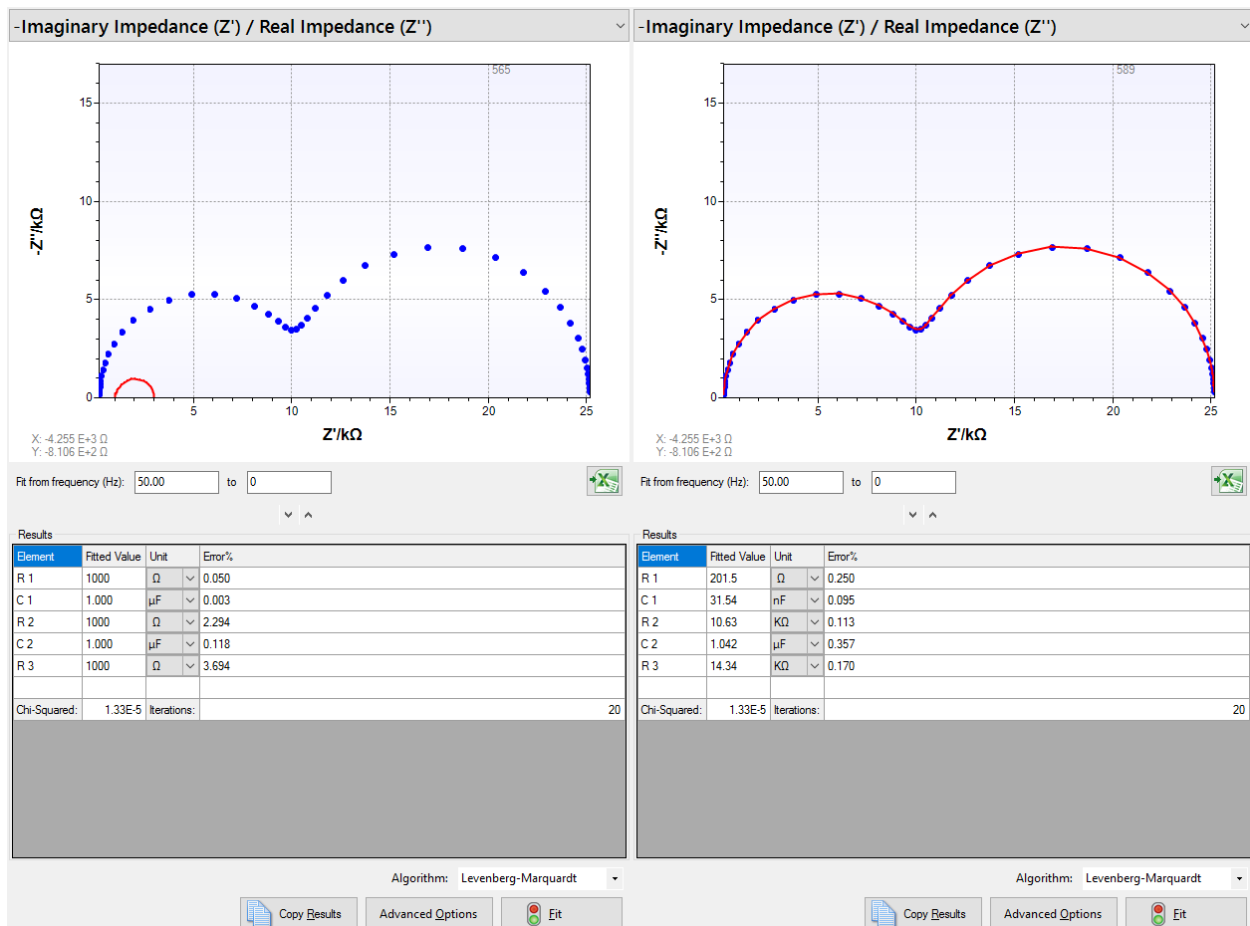 -Imaginary Impedance (Z') / Real Impedance (Z'')
565
15
10
5
0
-Z''/kΩ
5 10 15 20 25
Z'/kΩ
X: -4.255 E+3 Ω
Y: -8.106 E+2 Ω
Fit from frequency (Hz): 50.00 to 0
Results
Element Fitted Value Unit Error%
R 1 1000 Ω 0.050
C 1 1.000 µF 0.003
R 2 1000 Ω 2.294
C 2 1.000 µF 0.118
R 3 1000 Ω 3.694
Chi-Squared: 1.33E-5 Iterations: 20
Algorithm: Levenberg-Marquardt
Copy Results Advanced Options Fit
-Imaginary Impedance (Z') / Real Impedance (Z'')
589
15
10
5
0
-Z''/kΩ
5 10 15 20 25
Z'/kΩ
X: -4.255 E+3 Ω
Y: -8.106 E+2 Ω
Fit from frequency (Hz): 50.00 to 0
Results
Element Fitted Value Unit Error%
R 1 201.5 Ω 0.250
C 1 31.54 nF 0.095
R 2 10.63 KΩ 0.113
C 2 1.042 µF 0.357
R 3 14.34 KΩ 0.170
Chi-Squared: 1.33E-5 Iterations: 20
Algorithm: Levenberg-Marquardt
Copy Results Advanced Options Fit